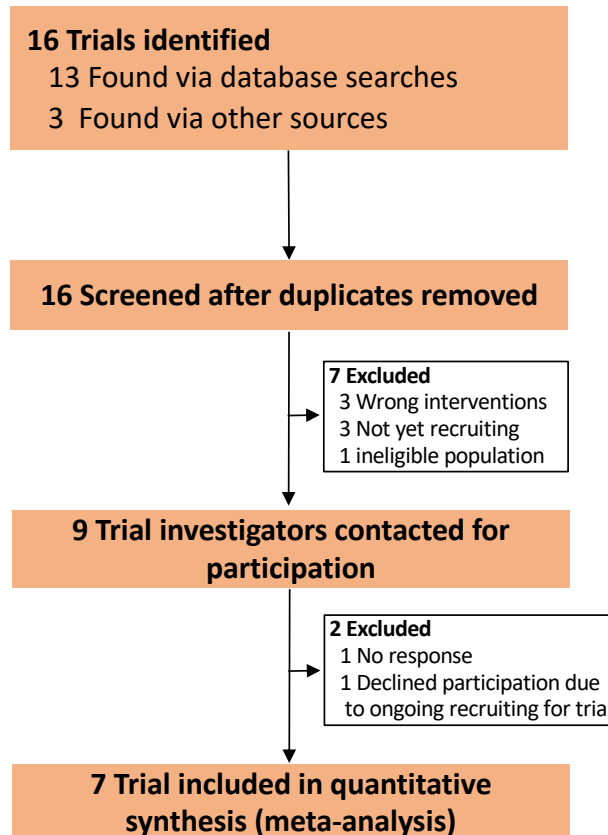 16 Trials identified
13 Found via database searches
3 Found via other sources
16 Screened after duplicates removed
7 Excluded
3 Wrong interventions
3 Not yet recruiting
1 ineligible population
9 Trial investigators contacted for
participation
2 Excluded
1 No response
1 Declined participation due
to ongoing recruiting for trial
7 Trial included in quantitative
synthesis (meta-analysis)